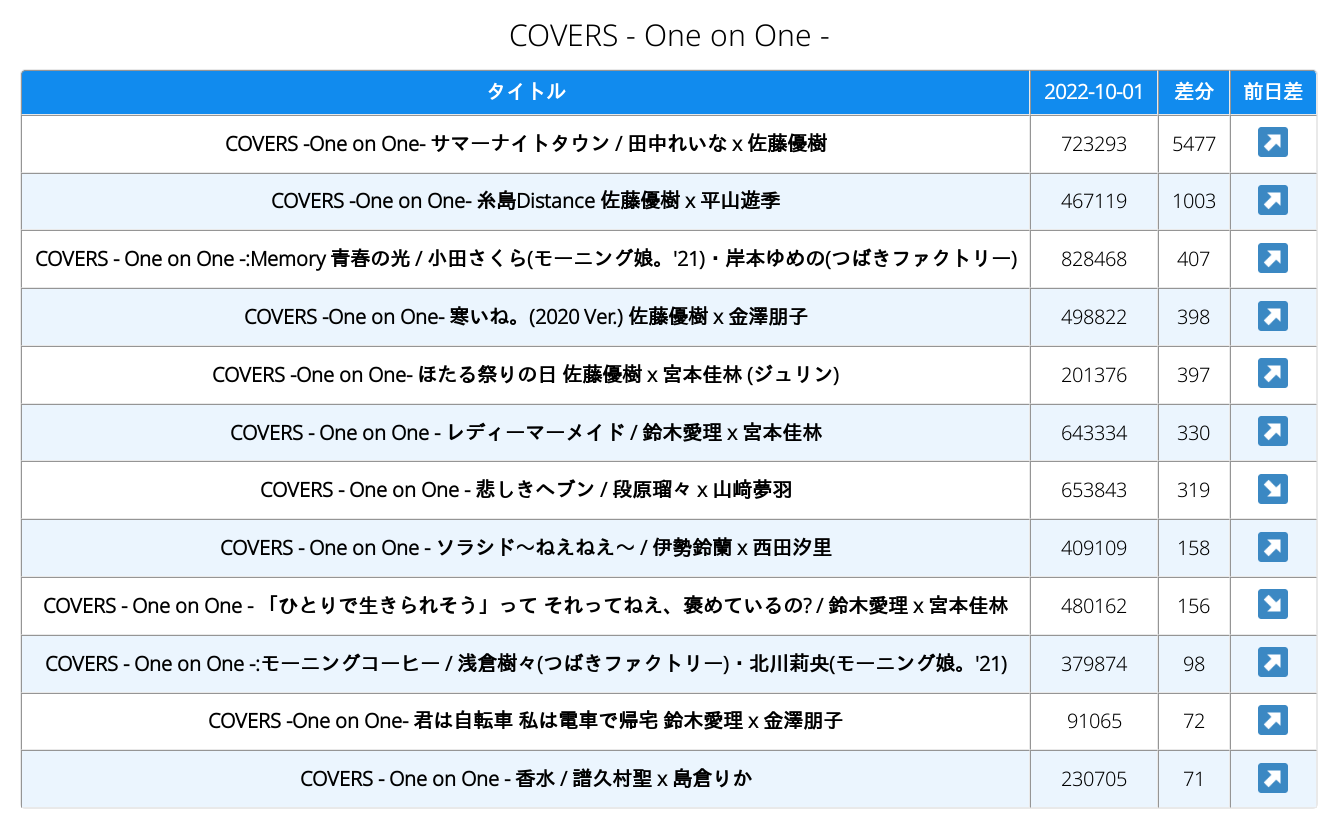 COVERS - One on One -
タイトル 2022-10-01 差分 前日差
COVERS -One on One- サマーナイトタウン / 田中れいな x 佐藤優樹 723293 5477
COVERS -One on One- 糸島Distance 佐藤優樹 x 平山遊季 467119 1003
COVERS - One on One -:Memory 青春の光 / 小田さくら(モーニング娘。'21)・岸本ゆめの(つばきファクトリー) 828468 407
COVERS -One on One- 寒いね。(2020 Ver.) 佐藤優樹 x 金澤朋子 498822 398
COVERS -One on One- ほたる祭りの日 佐藤優樹 x 宮本佳林 (ジュリン) 201376 397
COVERS - One on One - レディーマーメイド / 鈴木愛理 x 宮本佳林 643334 330
COVERS - One on One - 悲しきヘブン / 段原瑠々 x 山﨑夢羽 653843 319
COVERS - One on One - ソラシド〜ねえねえ〜 / 伊勢鈴蘭 x 西田汐里 409109 158
COVERS - One on One - 「ひとりで生きられそう」って それってねえ、褒めているの? / 鈴木愛理 x 宮本佳林 480162 156
COVERS - One on One -:モーニングコーヒー / 浅倉樹々(つばきファクトリー)・北川莉央(モーニング娘。'21) 379874 98
COVERS -One on One- 君は自転車 私は電車で帰宅 鈴木愛理 x 金澤朋子 91065 72
COVERS - One on One - 香水 / 譜久村聖 x 島倉りか 230705 71